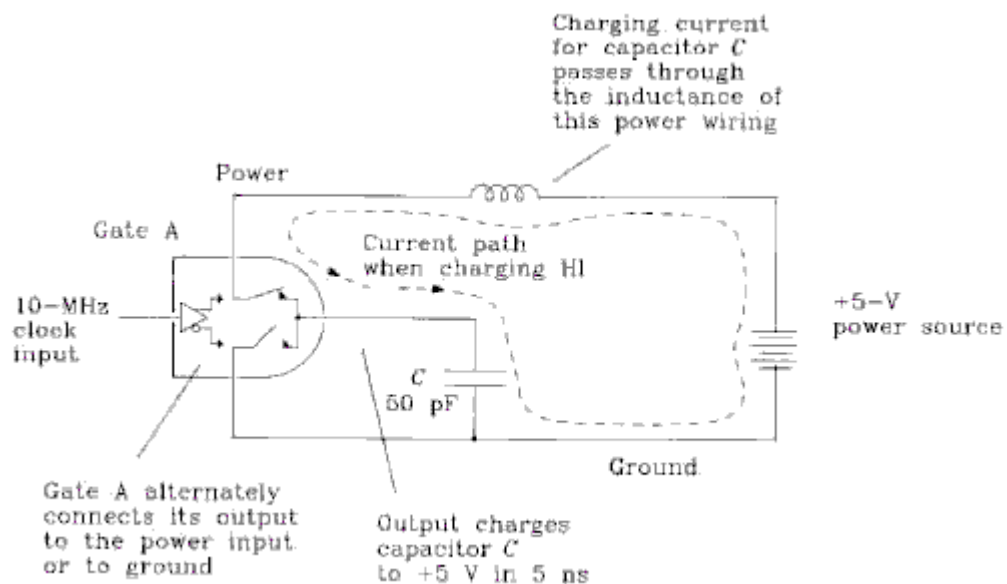 Charging current
for capacitor C
passes through
the inductance of
this power wiring
Power
Gate A
Current path
when charging HI
10-MHz
clock
input
+5-V
power source
C
50 pF
Ground
Gate A alternately
connects its output
to the power input
or to ground
Output charges
capacitor C
to +5 V in 5 ns